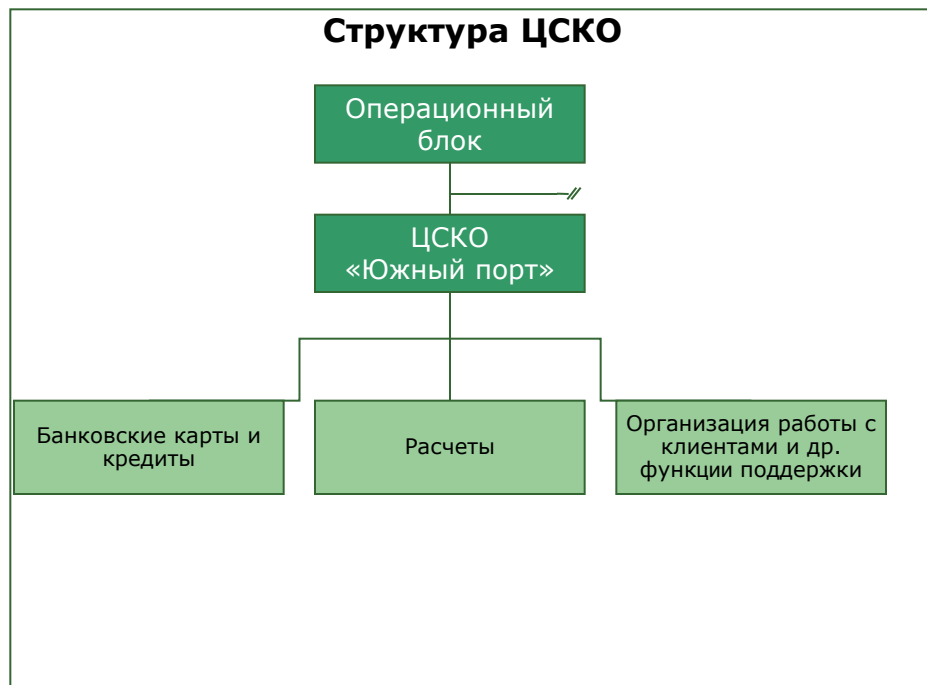 Структура ЦСКО
Операционный
блок
ЦСКО
«Южный порт»
Банковские карты и
кредиты
Расчеты
Организация работы с
клиентами и др.
функции поддержки